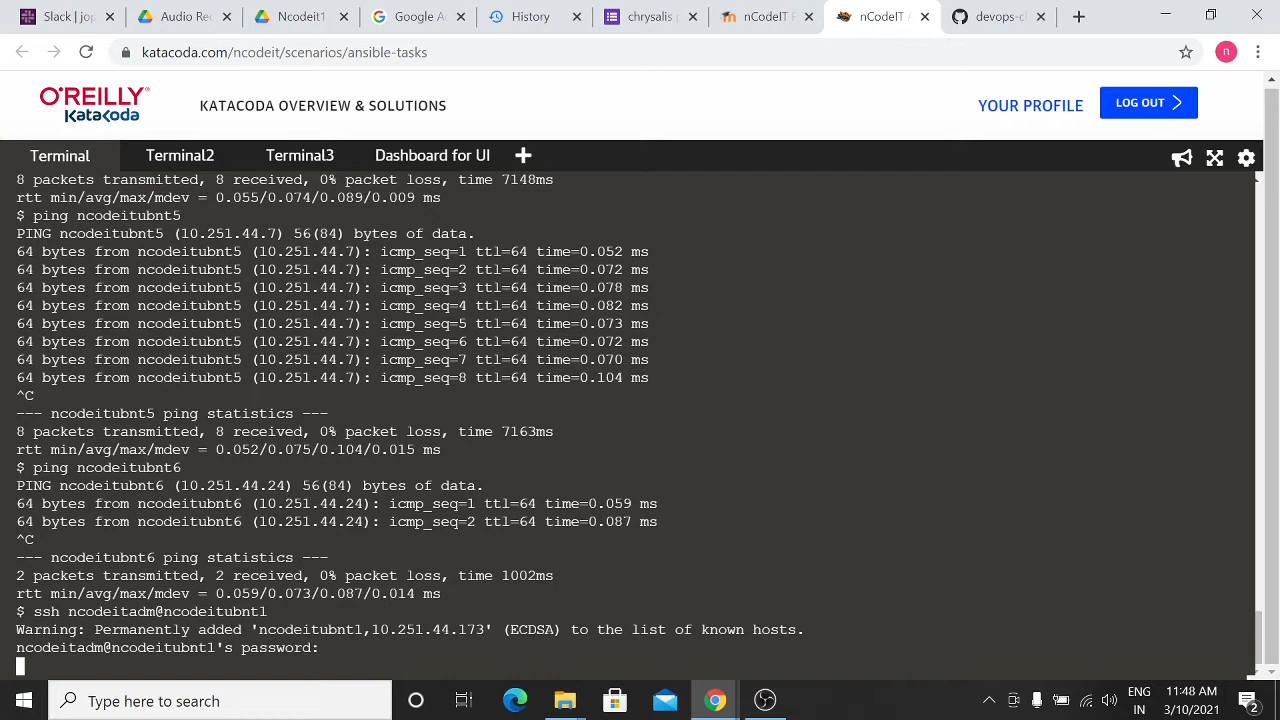 Slack | jo
Audio Re
Ncodeit1
Google Ac
History
chrysalis p
nCodeIT F
nCodeIT A
devops-cl
katacoda.com/ncodeit/scenarios/ansible-tasks
n
O'REILLY
KataKoda
KATACODA OVERVIEW & SOLUTIONS
YOUR PROFILE
LOG OUT
Terminal
Terminal2
Terminal3
Dashboard for UI
8 packets transmitted, 8 received, 0% packet loss, time 7148ms
rtt min/avg/max/mdev = 0.055/0.074/0.089/0.009 ms
$ ping ncodeitubnt5
PING ncodeitubnt5 (10.251.44.7) 56(84) bytes of data.
64 bytes from ncodeitubnt5 (10.251.44.7): icmp_seq=1 ttl=64 time=0.052 ms
64 bytes from ncodeitubnt5 (10.251.44.7): icmp_seq=2 ttl=64 time=0.072 ms
64 bytes from ncodeitubnt5 (10.251.44.7): icmp_seq=3 ttl=64 time=0.078 ms
64 bytes from ncodeitubnt5 (10.251.44.7): icmp_seq=4 ttl=64 time=0.082 ms
64 bytes from ncodeitubnt5 (10.251.44.7): icmp_seq=5 ttl=64 time=0.073 ms
64 bytes from ncodeitubnt5 (10.251.44.7): icmp_seq=6 ttl=64 time=0.072 ms
64 bytes from ncodeitubnt5 (10.251.44.7): icmp_seq=7 ttl=64 time=0.070 ms
64 bytes from ncodeitubnt5 (10.251.44.7): icmp_seq=8 ttl=64 time=0.104 ms
^C
--- ncodeitubnt5 ping statistics ---
8 packets transmitted, 8 received, 0% packet loss, time 7163ms
rtt min/avg/max/mdev = 0.052/0.075/0.104/0.015 ms
$ ping ncodeitubnt6
PING ncodeitubnt6 (10.251.44.24) 56(84) bytes of data.
64 bytes from ncodeitubnt6 (10.251.44.24): icmp_seq=1 ttl=64 time=0.059 ms
64 bytes from ncodeitubnt6 (10.251.44.24): icmp_seq=2 ttl=64 time=0.087 ms
^C
--- ncodeitubnt6 ping statistics ---
2 packets transmitted, 2 received, 0% packet loss, time 1002ms
rtt min/avg/max/mdev = 0.059/0.073/0.087/0.014 ms
$ ssh ncodeitadm@ncodeitubnt1
Warning: Permanently added 'ncodeitubnt1,10.251.44.173' (ECDSA) to the list of known hosts.
ncodeitadm@ncodeitubnt1's password:
Type here to search
ENG
IN
11:48 AM
3/10/2021
2